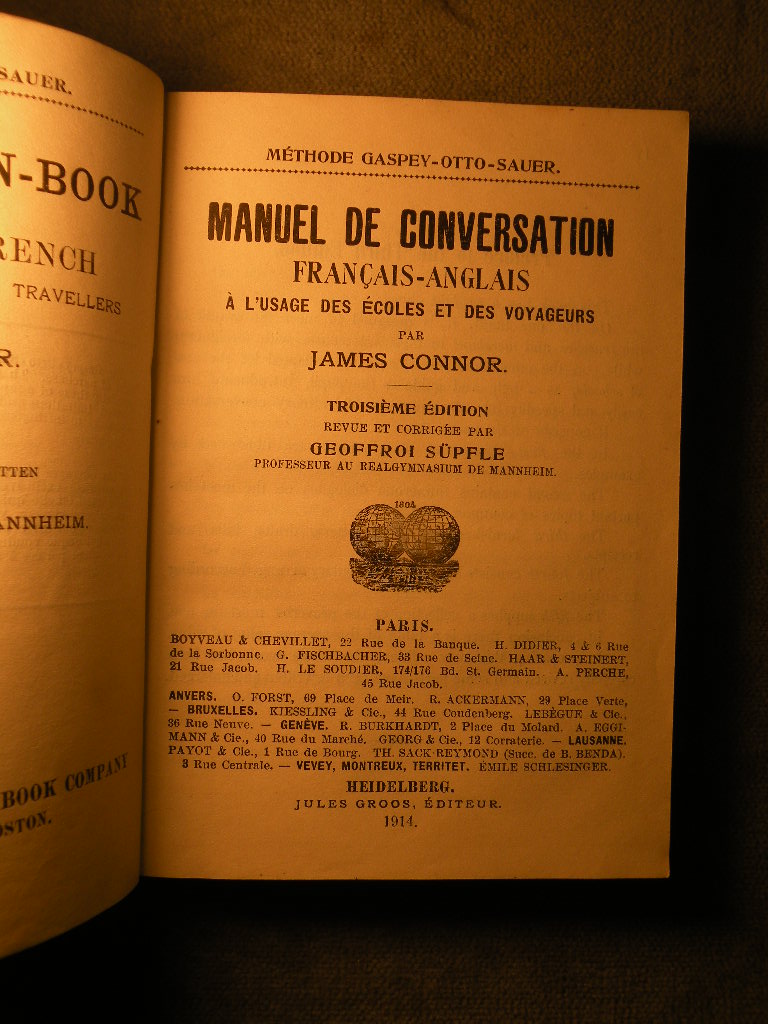 SAUER.
N-BOOK
RENCH
TRAVELLERS
R.
TTEN
ANNHEIM.
BOOK COMPANY
OSTON.
MÉTHODE GASPEY-OTTO-SAUER.
MANUEL DE CONVERSATION
FRANÇAIS-ANGLAIS
À L'USAGE DES ÉCOLES ET DES VOYAGEURS
PAR
JAMES CONNOR.
TROISIÈME ÉDITION
REVUE ET CORRIGÉE PAR
GEOFFROI SÜPFLE
PROFESSEUR AU REALGYMNASIUM DE MANNHEIM.
1804
PARIS.
BOYVEAU & CHEVILLET, 22 Rue de la Banque. H. DIDIER, 4 & 6 Rue
de la Sorbonne. G. FISCHBACHER, 33 Rue de Seine. HAAR & STEINERT,
21 Rue Jacob. H. LE SOUDIER, 174/176 Bd. St. Germain. A. PERCHE,
45 Rue Jacob.
ANVERS. O. FORST, 69 Place de Meir. R. ACKERMANN, 29 Place Verte,
— BRUXELLES. KIESSLING & Cie., 44 Rue Coudenberg. LEBÈGUE & Cie.,
36 Rue Neuve. — GENÈVE. R. BURKHARDT, 2 Place du Molard. A. EGGI-
MANN & Cie., 40 Rue du Marché. GEORG & Cie., 12 Corraterie. — LAUSANNE.
PAYOT & Cie., 1 Rue de Bourg. TH. SACK-REYMOND (Succ. de B. BENDA).
3 Rue Centrale. — VEVEY, MONTREUX, TERRITET. ÉMILE SCHLESINGER.
HEIDELBERG.
JULES GROOS, ÉDITEUR.
1914.